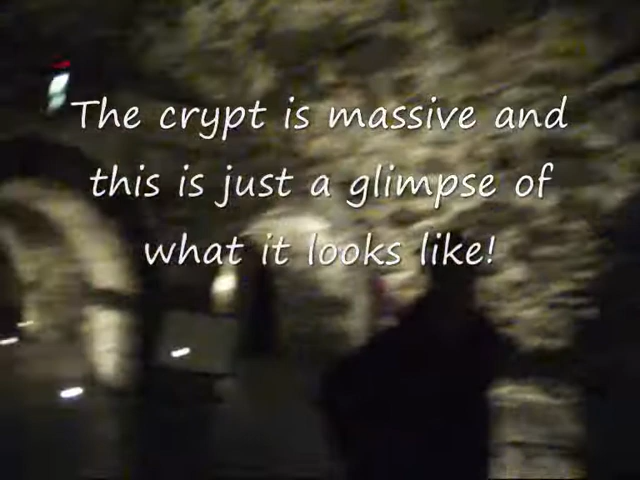 The crypt is massive and
this is just a glimpse of
what it looks like!